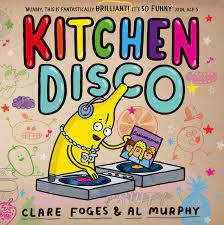 MUMMY, THIS IS FANTASTICALLY BRILLIANT! IT'S SO FUNNY JOSH, AGE 5
KITCHEN
DISCO
CLARE FOGES & AL MURPHY